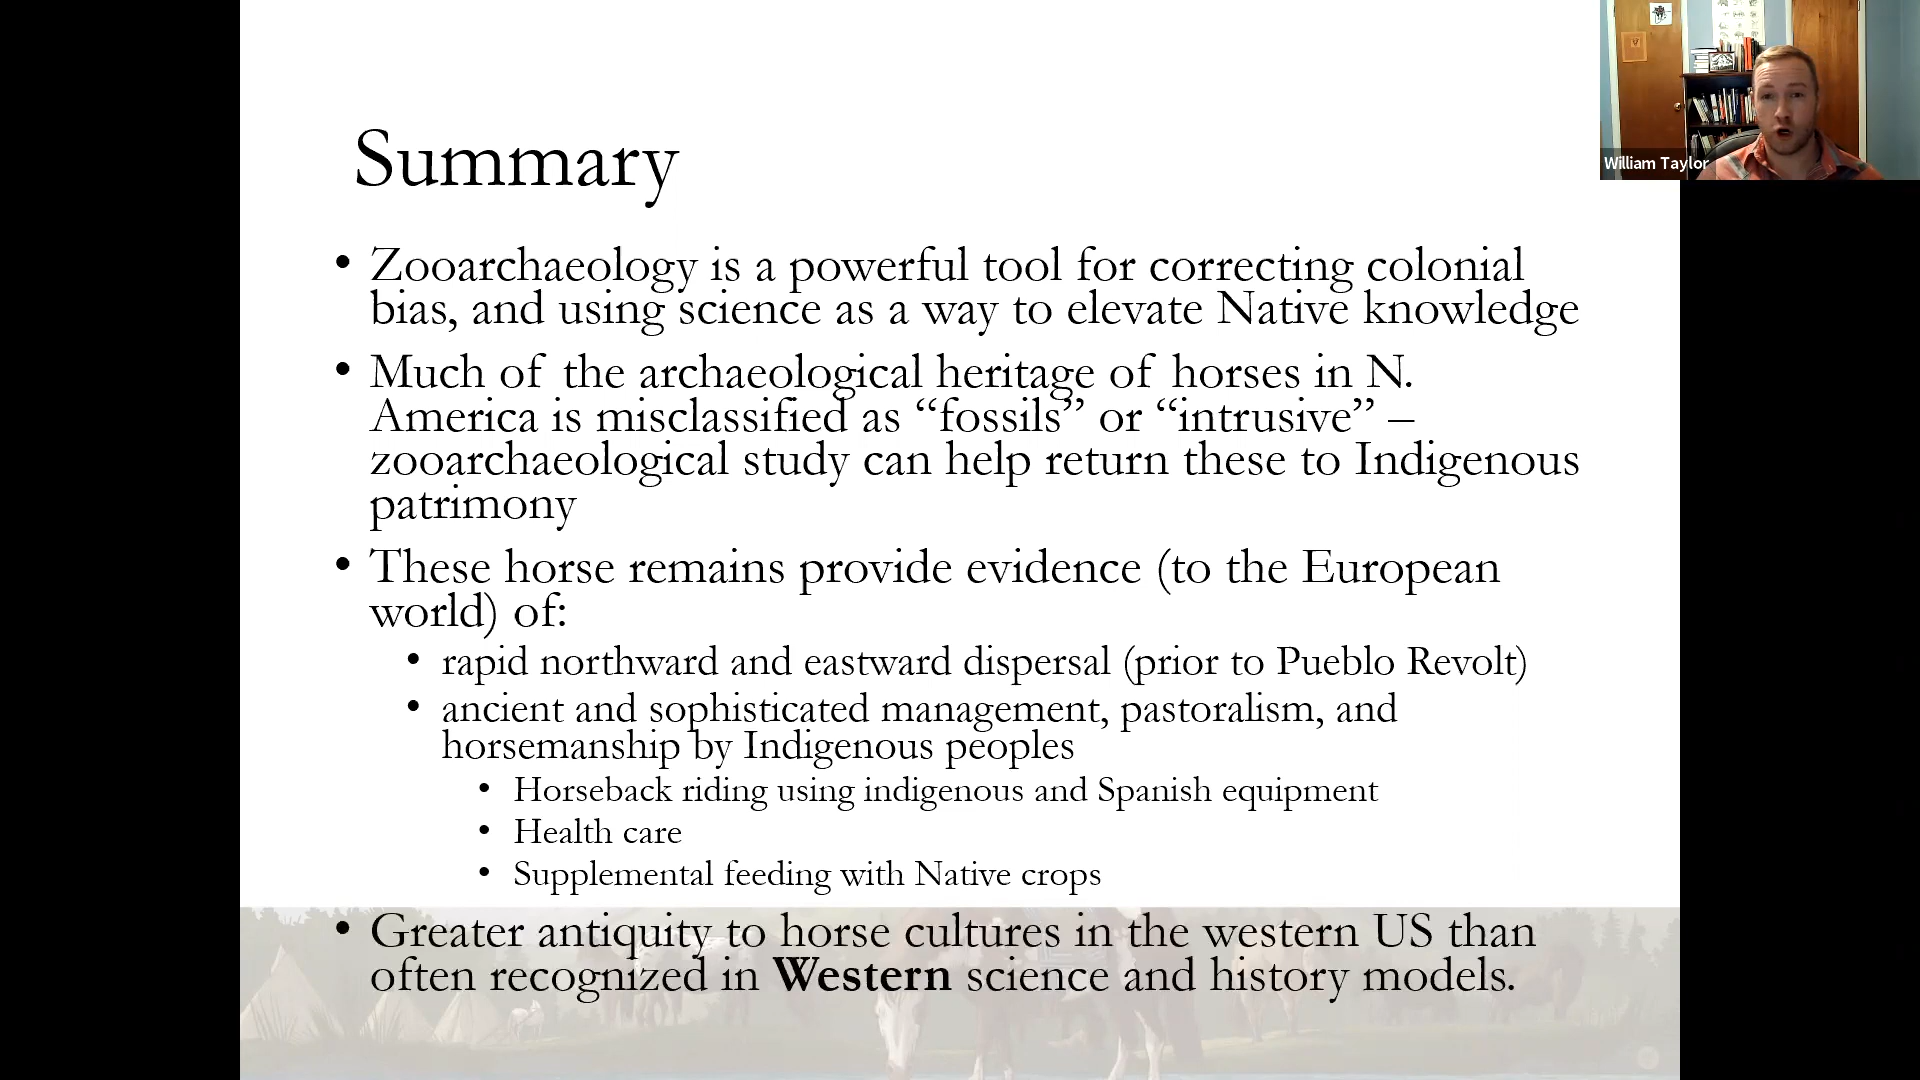 William Taylor
Summary
• Zooarchaeology is a powerful tool for correcting colonial
bias, and using science as a way to elevate Native knowledge
• Much of the archaeological heritage of horses in N.
America is misclassified as “fossils” or “intrusive” –
zooarchaeological study can help return these to Indigenous
patrimony
• These horse remains provide evidence (to the European
world) of:
• rapid northward and eastward dispersal (prior to Pueblo Revolt)
• ancient and sophisticated management, pastoralism, and
horsemanship by Indigenous peoples
• Horseback riding using indigenous and Spanish equipment
• Health care
• Supplemental feeding with Native crops
• Greater antiquity to horse cultures in the western US than
often recognized in Western science and history models.